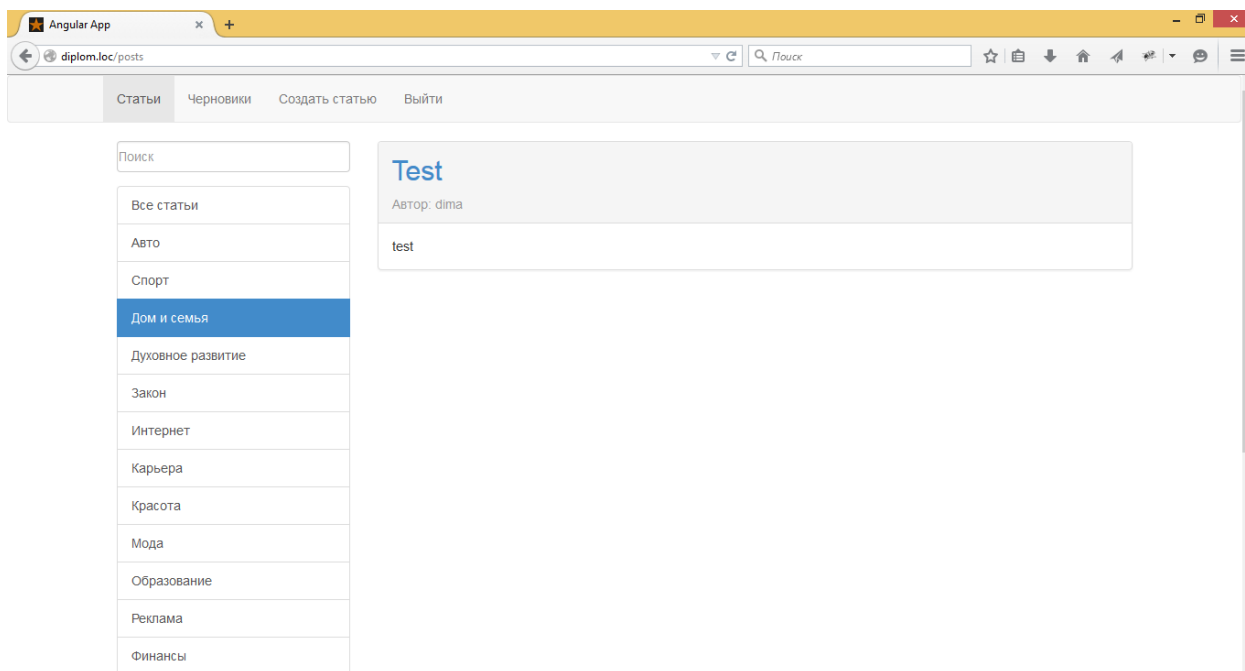 Angular App
diplom.loc/posts
Поиск
Статьи Черновики Создать статью Выйти
Поиск
Все статьи
Авто
Спорт
Дом и семья
Духовное развитие
Закон
Интернет
Карьера
Красота
Мода
Образование
Реклама
Финансы
Test
Автор: dima
test